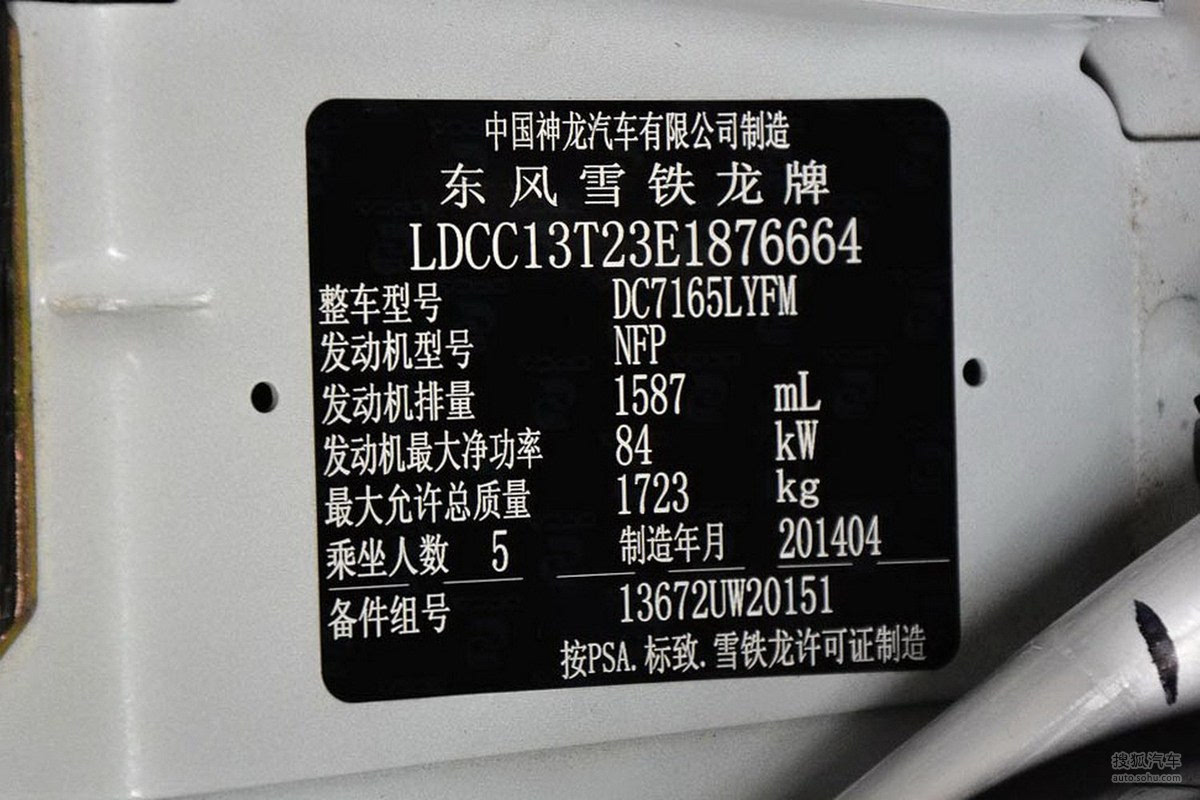 中国神龙汽车有限公司制造
东风雪铁龙牌
LDCC13T23E1876664
整车型号 DC7165LYFM
发动机型号 NFP
发动机排量 1587 mL
发动机最大净功率 84 kW
最大允许总质量 1723 kg
乘坐人数 5 制造年月 201404
备件组号 13672UW20151
按PSA.标致.雪铁龙许可证制造
搜狐汽车
auto.sohu.com